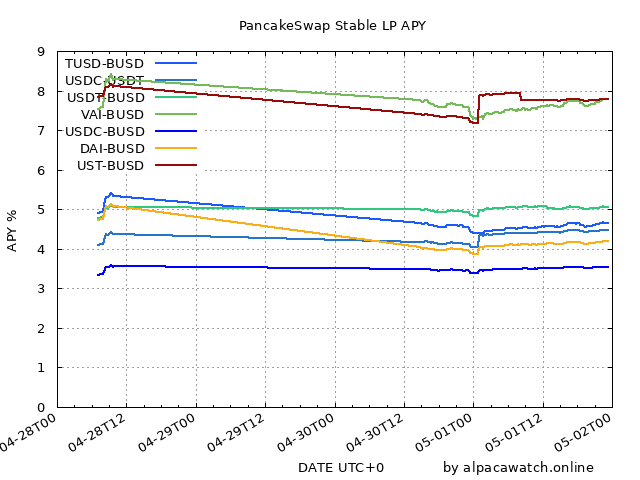 PancakeSwap Stable LP APY
APY %
9
8
7
6
5
4
3
2
1
0
TUSD-BUSD
USDC-USDT
USDT-BUSD
VAI-BUSD
USDC-BUSD
DAI-BUSD
UST-BUSD
04-28T00
04-28T12
04-29T00
04-29T12
04-30T00
04-30T12
05-01T00
05-01T12
05-02T00
DATE UTC+0
by alpacawatch.online